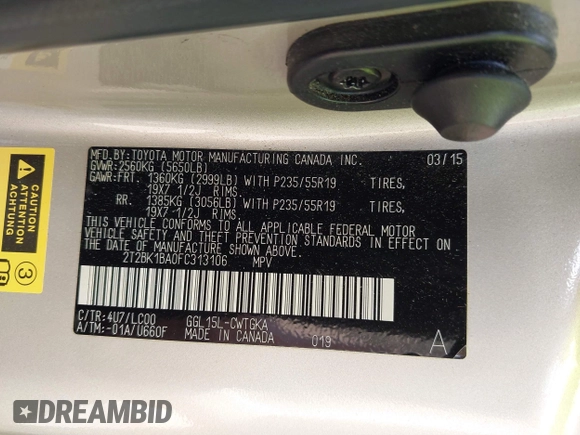 MFD.BY:TOYOTA MOTOR MANUFACTURING CANADA INC. 03/15
GVWR:2560KG (5650LB)
GAWR:FRT. 1360KG (2999LB) WITH P235/55R19 TIRES,
19X7 1/2J RIMS.
RR. 1385KG (3056LB) WITH P235/55R19 TIRES,
19X7 1/2J RIMS.
THIS VEHICLE CONFORMS TO ALL APPLICABLE FEDERAL MOTOR
VEHICLE SAFETY AND THEFT PREVENTION STANDARDS IN EFFECT ON
THE DATE OF MANUFACTURE SHOWN ABOVE.
2T2BK1BA0FC313106 MPV
C/TR:4U7/LC00 GGL15L-CWTGKA
A/TM:-01A/U660F MADE IN CANADA 019 A
3
DREAMBID